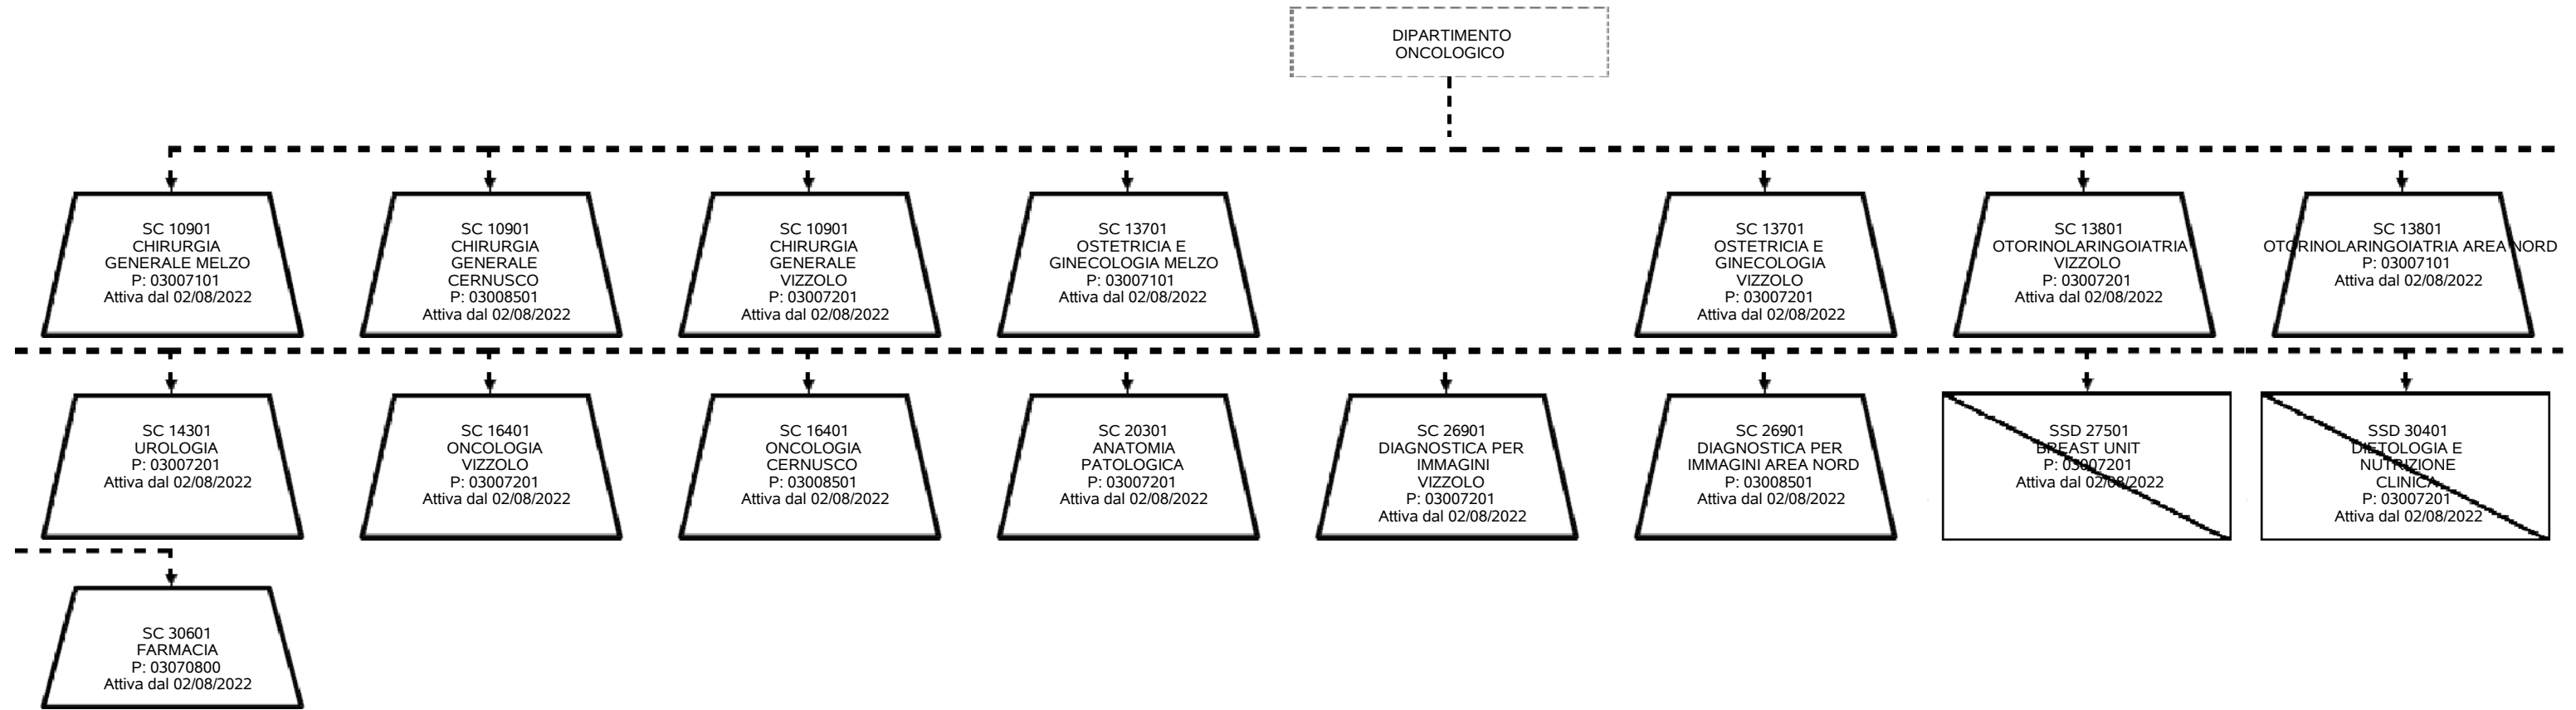 DIPARTIMENTO
ONCOLOGICO
SC 10901
CHIRURGIA
GENERALE MELZO
P: 03007101
Attiva dal 02/08/2022
SC 10901
CHIRURGIA
GENERALE
CERNUSCO
P: 03008501
Attiva dal 02/08/2022
SC 10901
CHIRURGIA
GENERALE
VIZZOLO
P: 03007201
Attiva dal 02/08/2022
SC 13701
OSTETRICIA E
GINECOLOGIA MELZO
P: 03007101
Attiva dal 02/08/2022
SC 13701
OSTETRICIA E
GINECOLOGIA
VIZZOLO
P: 03007201
Attiva dal 02/08/2022
SC 13801
OTORINOLARINGOIATRIA
VIZZOLO
P: 03007201
Attiva dal 02/08/2022
SC 13801
OTORINOLARINGOIATRIA AREA NORD
P: 03007101
Attiva dal 02/08/2022
SC 14301
UROLOGIA
P: 03007201
Attiva dal 02/08/2022
SC 16401
ONCOLOGIA
VIZZOLO
P: 03007201
Attiva dal 02/08/2022
SC 16401
ONCOLOGIA
CERNUSCO
P: 03008501
Attiva dal 02/08/2022
SC 20301
ANATOMIA
PATOLOGICA
P: 03007201
Attiva dal 02/08/2022
SC 26901
DIAGNOSTICA PER
IMMAGINI
VIZZOLO
P: 03007201
Attiva dal 02/08/2022
SC 26901
DIAGNOSTICA PER
IMMAGINI AREA NORD
P: 03008501
Attiva dal 02/08/2022
SSD 27501
BREAST UNIT
P: 03007201
Attiva dal 02/08/2022
SSD 30401
DIETOLOGIA E
NUTRIZIONE
CLINICA
P: 03007201
Attiva dal 02/08/2022
SC 30601
FARMACIA
P: 03070800
Attiva dal 02/08/2022